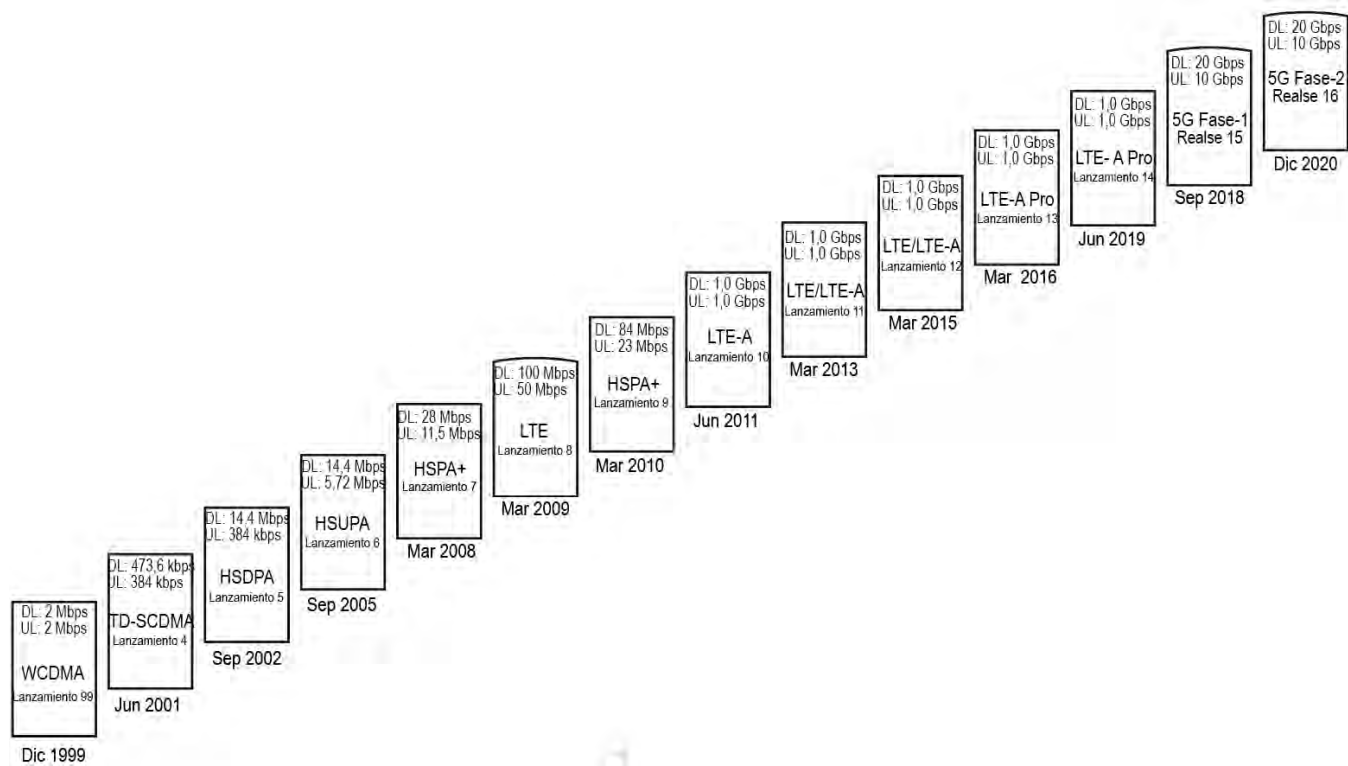 DL: 2 Mbps
UL: 2 Mbps
WCDMA
Lanzamiento 99
Dic 1999
DL: 473,6 kbps
UL: 384 kbps
TD-SCDMA
Lanzamiento 4
Jun 2001
DL: 14,4 Mbps
UL: 384 kbps
HSDPA
Lanzamiento 5
Sep 2002
DL: 14,4 Mbps
UL: 5,72 Mbps
HSUPA
Lanzamiento 6
Sep 2005
DL: 28 Mbps
UL: 11,5 Mbps
HSPA+
Lanzamiento 7
Mar 2008
DL: 100 Mbps
UL: 50 Mbps
LTE
Lanzamiento 8
Mar 2009
DL: 84 Mbps
UL: 23 Mbps
HSPA+
Lanzamiento 9
Mar 2010
DL: 1,0 Gbps
UL: 1,0 Gbps
LTE-A
Lanzamiento 10
Jun 2011
DL: 1,0 Gbps
UL: 1,0 Gbps
LTE/LTE-A
Lanzamiento 11
Mar 2013
DL: 1,0 Gbps
UL: 1,0 Gbps
LTE/LTE-A
Lanzamiento 12
Mar 2015
DL: 1,0 Gbps
UL: 1,0 Gbps
LTE-A Pro
Lanzamiento 13
Mar 2016
DL: 1,0 Gbps
UL: 1,0 Gbps
LTE- A Pro
Lanzamiento 14
Jun 2019
DL: 20 Gbps
UL: 10 Gbps
5G Fase-1
Realse 15
Sep 2018
DL: 20 Gbps
UL: 10 Gbps
5G Fase-2
Realse 16
Dic 2020